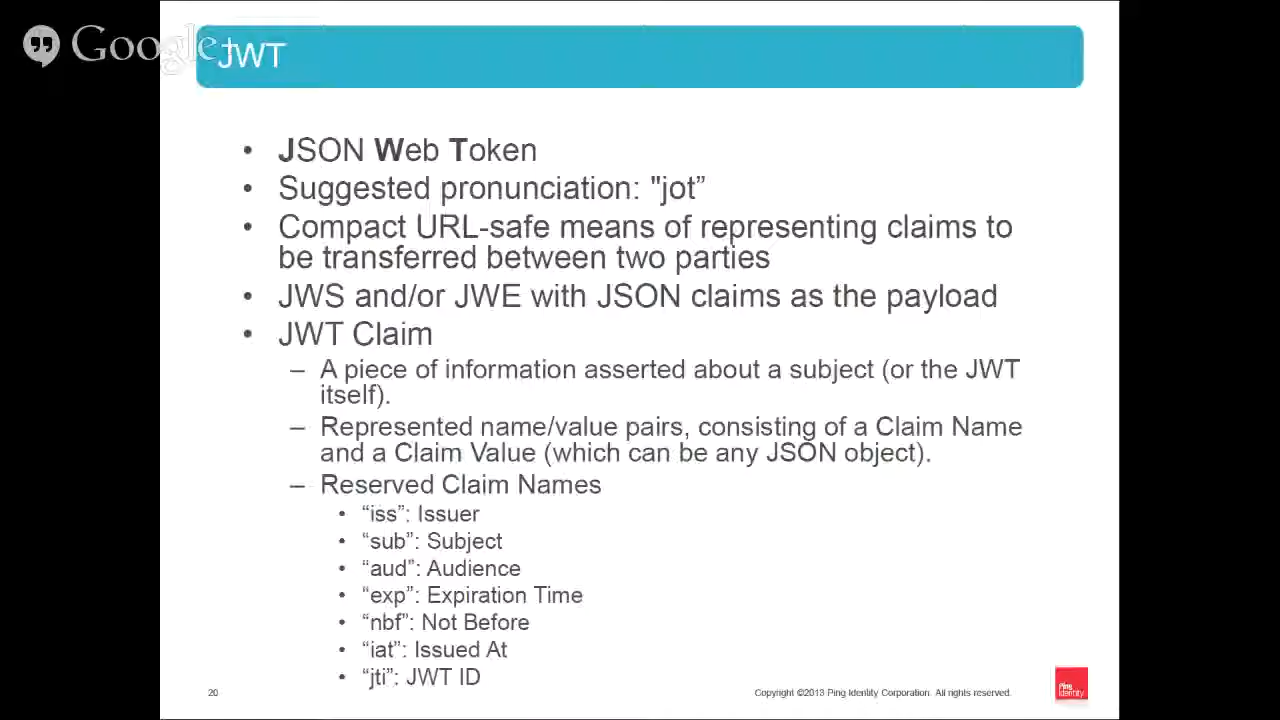 Google+
JWT
• JSON Web Token
• Suggested pronunciation: "jot”
• Compact URL-safe means of representing claims to
be transferred between two parties
• JWS and/or JWE with JSON claims as the payload
• JWT Claim
– A piece of information asserted about a subject (or the JWT
itself).
– Represented name/value pairs, consisting of a Claim Name
and a Claim Value (which can be any JSON object).
– Reserved Claim Names
• “iss”: Issuer
• “sub”: Subject
• “aud”: Audience
• “exp”: Expiration Time
• “nbf”: Not Before
• “iat”: Issued At
• “jti”: JWT ID
20
Copyright ©2013 Ping Identity Corporation. All rights reserved.
Ping
Identity